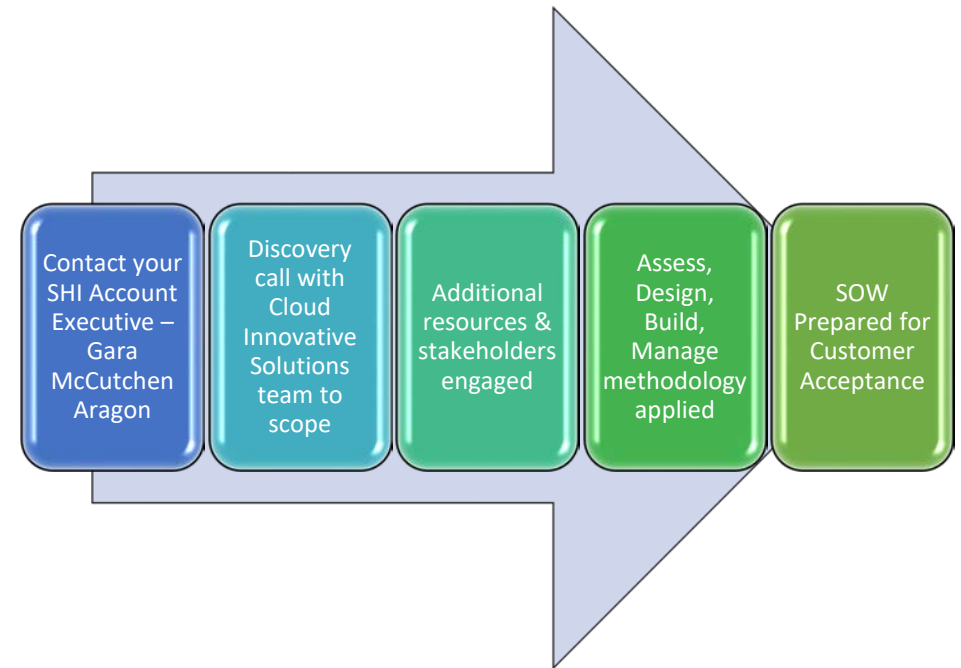 Contact your
SHI Account
Executive –
Gara
McCutchen
Aragon
Discovery
call with
Cloud
Innovative
Solutions
team to
scope
Additional
resources &
stakeholders
engaged
Assess,
Design,
Build,
Manage
methodology
applied
SOW
Prepared for
Customer
Acceptance